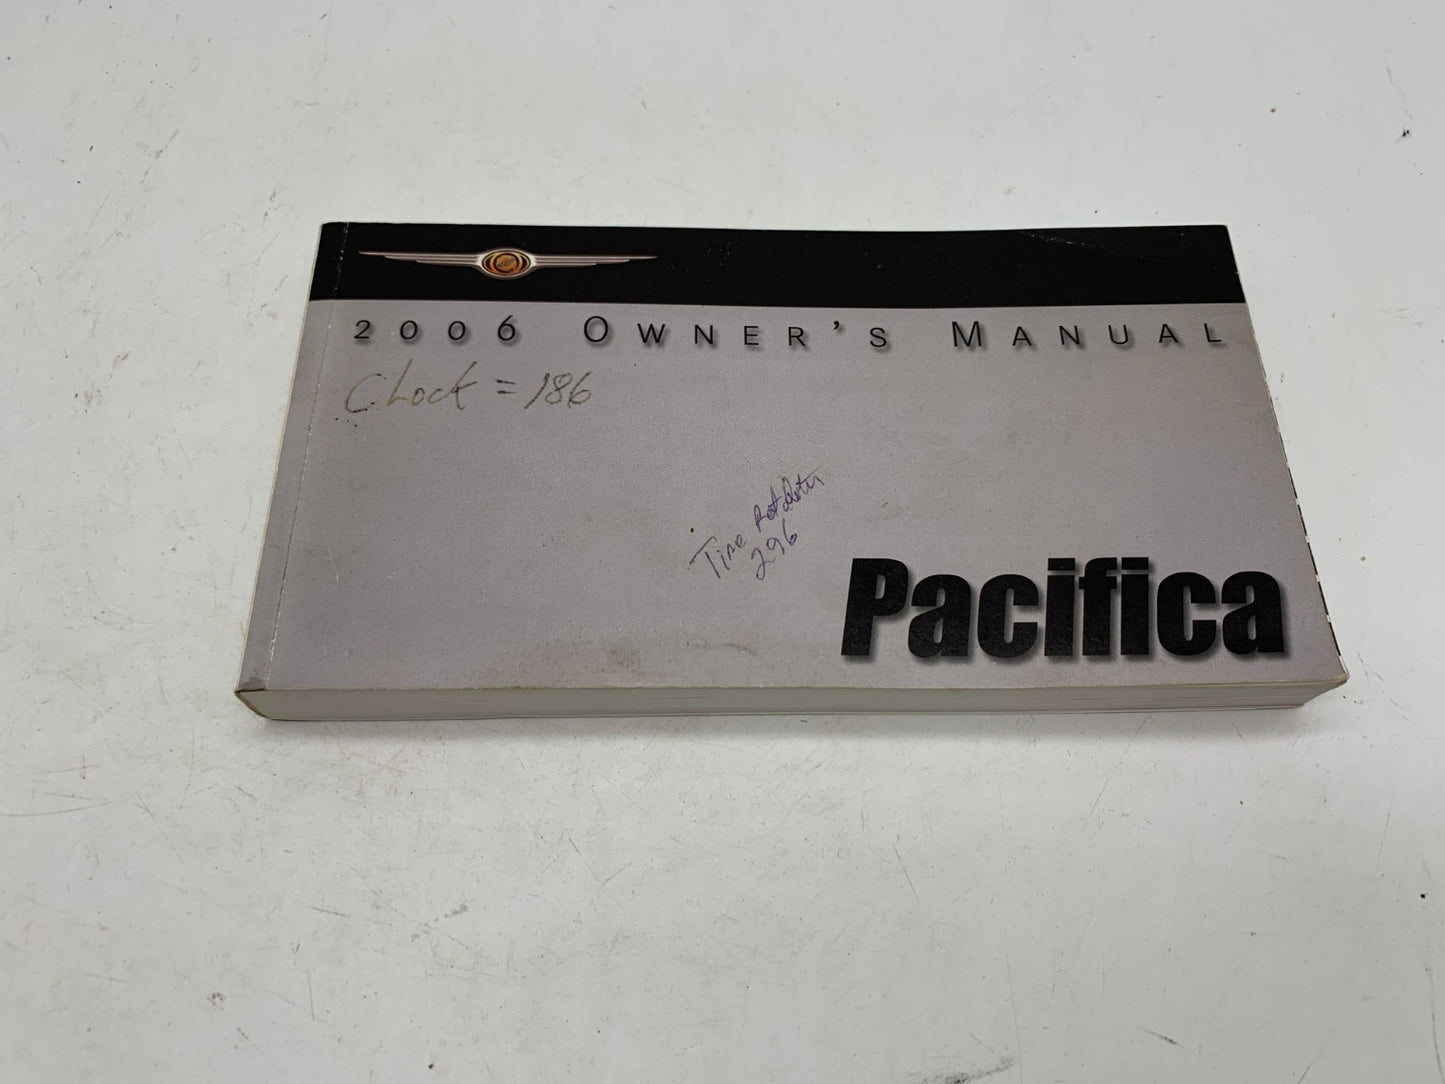 2006 OWNER'S MANUAL
Clock = 186
Tire
296
Pacifica